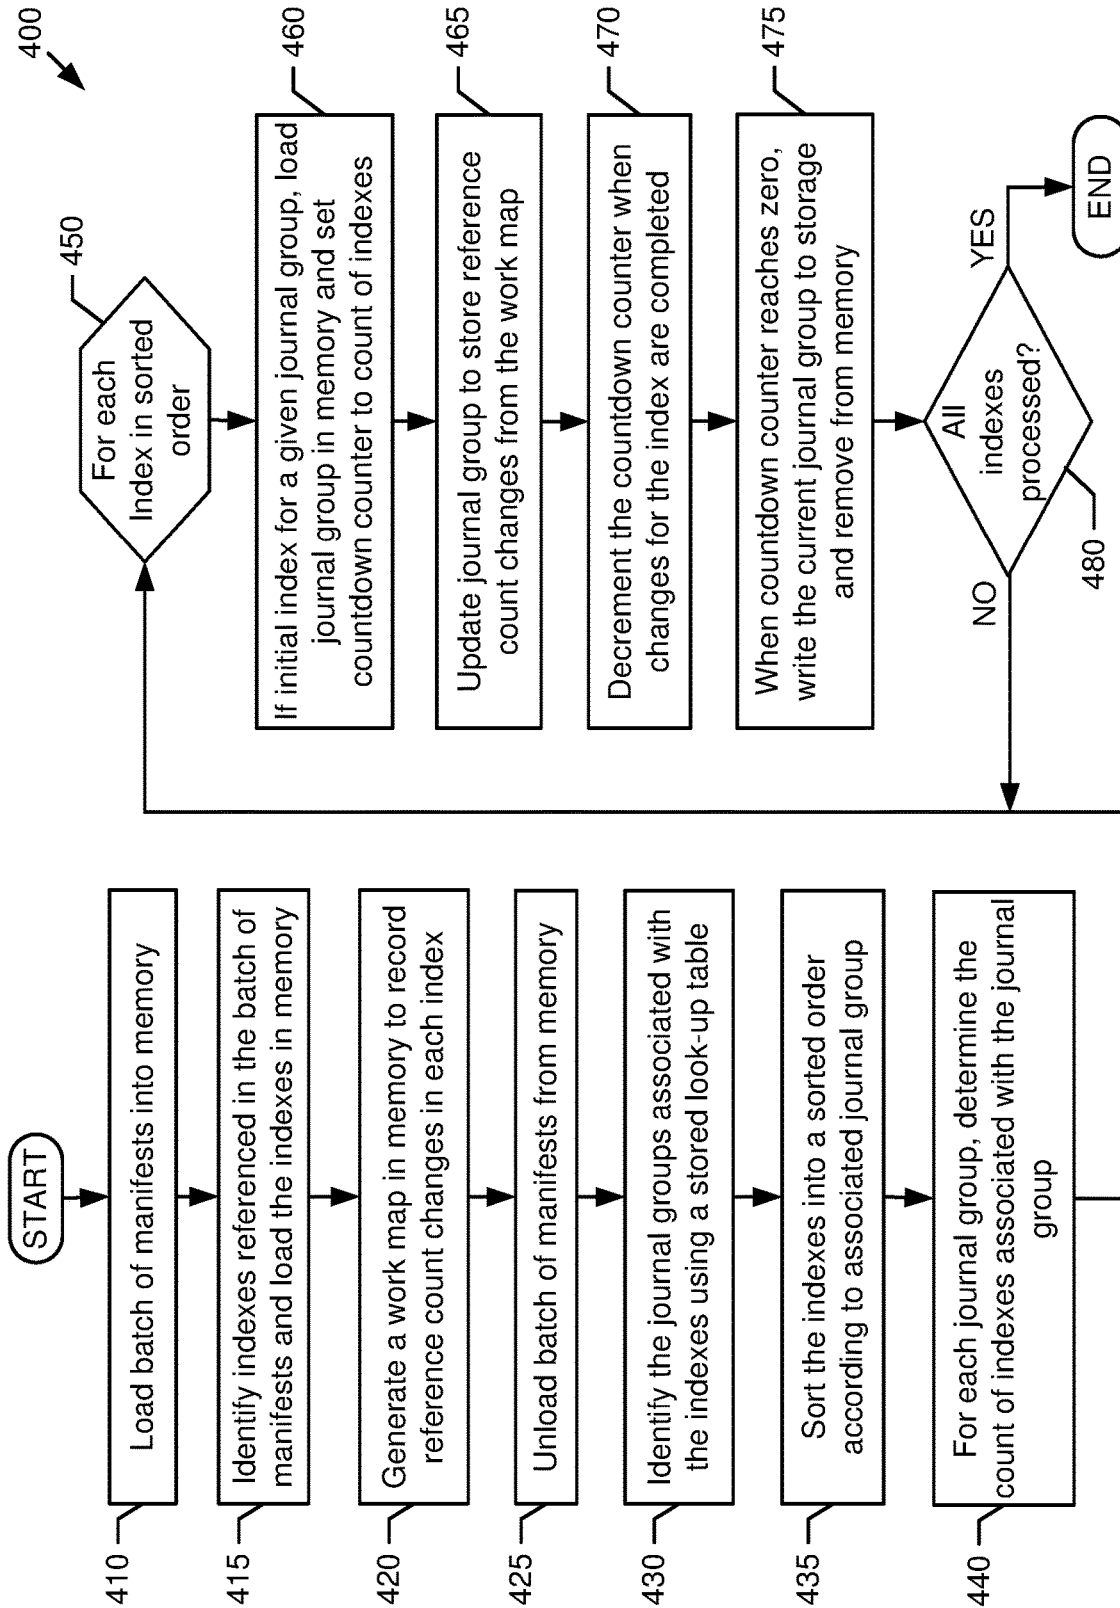 400
START
410
Load batch of manifests into memory
415
Identify indexes referenced in the batch of
manifests and load the indexes in memory
420
Generate a work map in memory to record
reference count changes in each index
425
Unload batch of manifests from memory
430
Identify the journal groups associated with
the indexes using a stored look-up table
435
Sort the indexes into a sorted order
according to associated journal group
440
For each journal group, determine the
count of indexes associated with the journal
group
450
For each
Index in sorted
order
460
If initial index for a given journal group, load
journal group in memory and set
countdown counter to count of indexes
465
Update journal group to store reference
count changes from the work map
470
Decrement the countdown counter when
changes for the index are completed
475
When countdown counter reaches zero,
write the current journal group to storage
and remove from memory
All
indexes
processed?
480
NO
YES
END